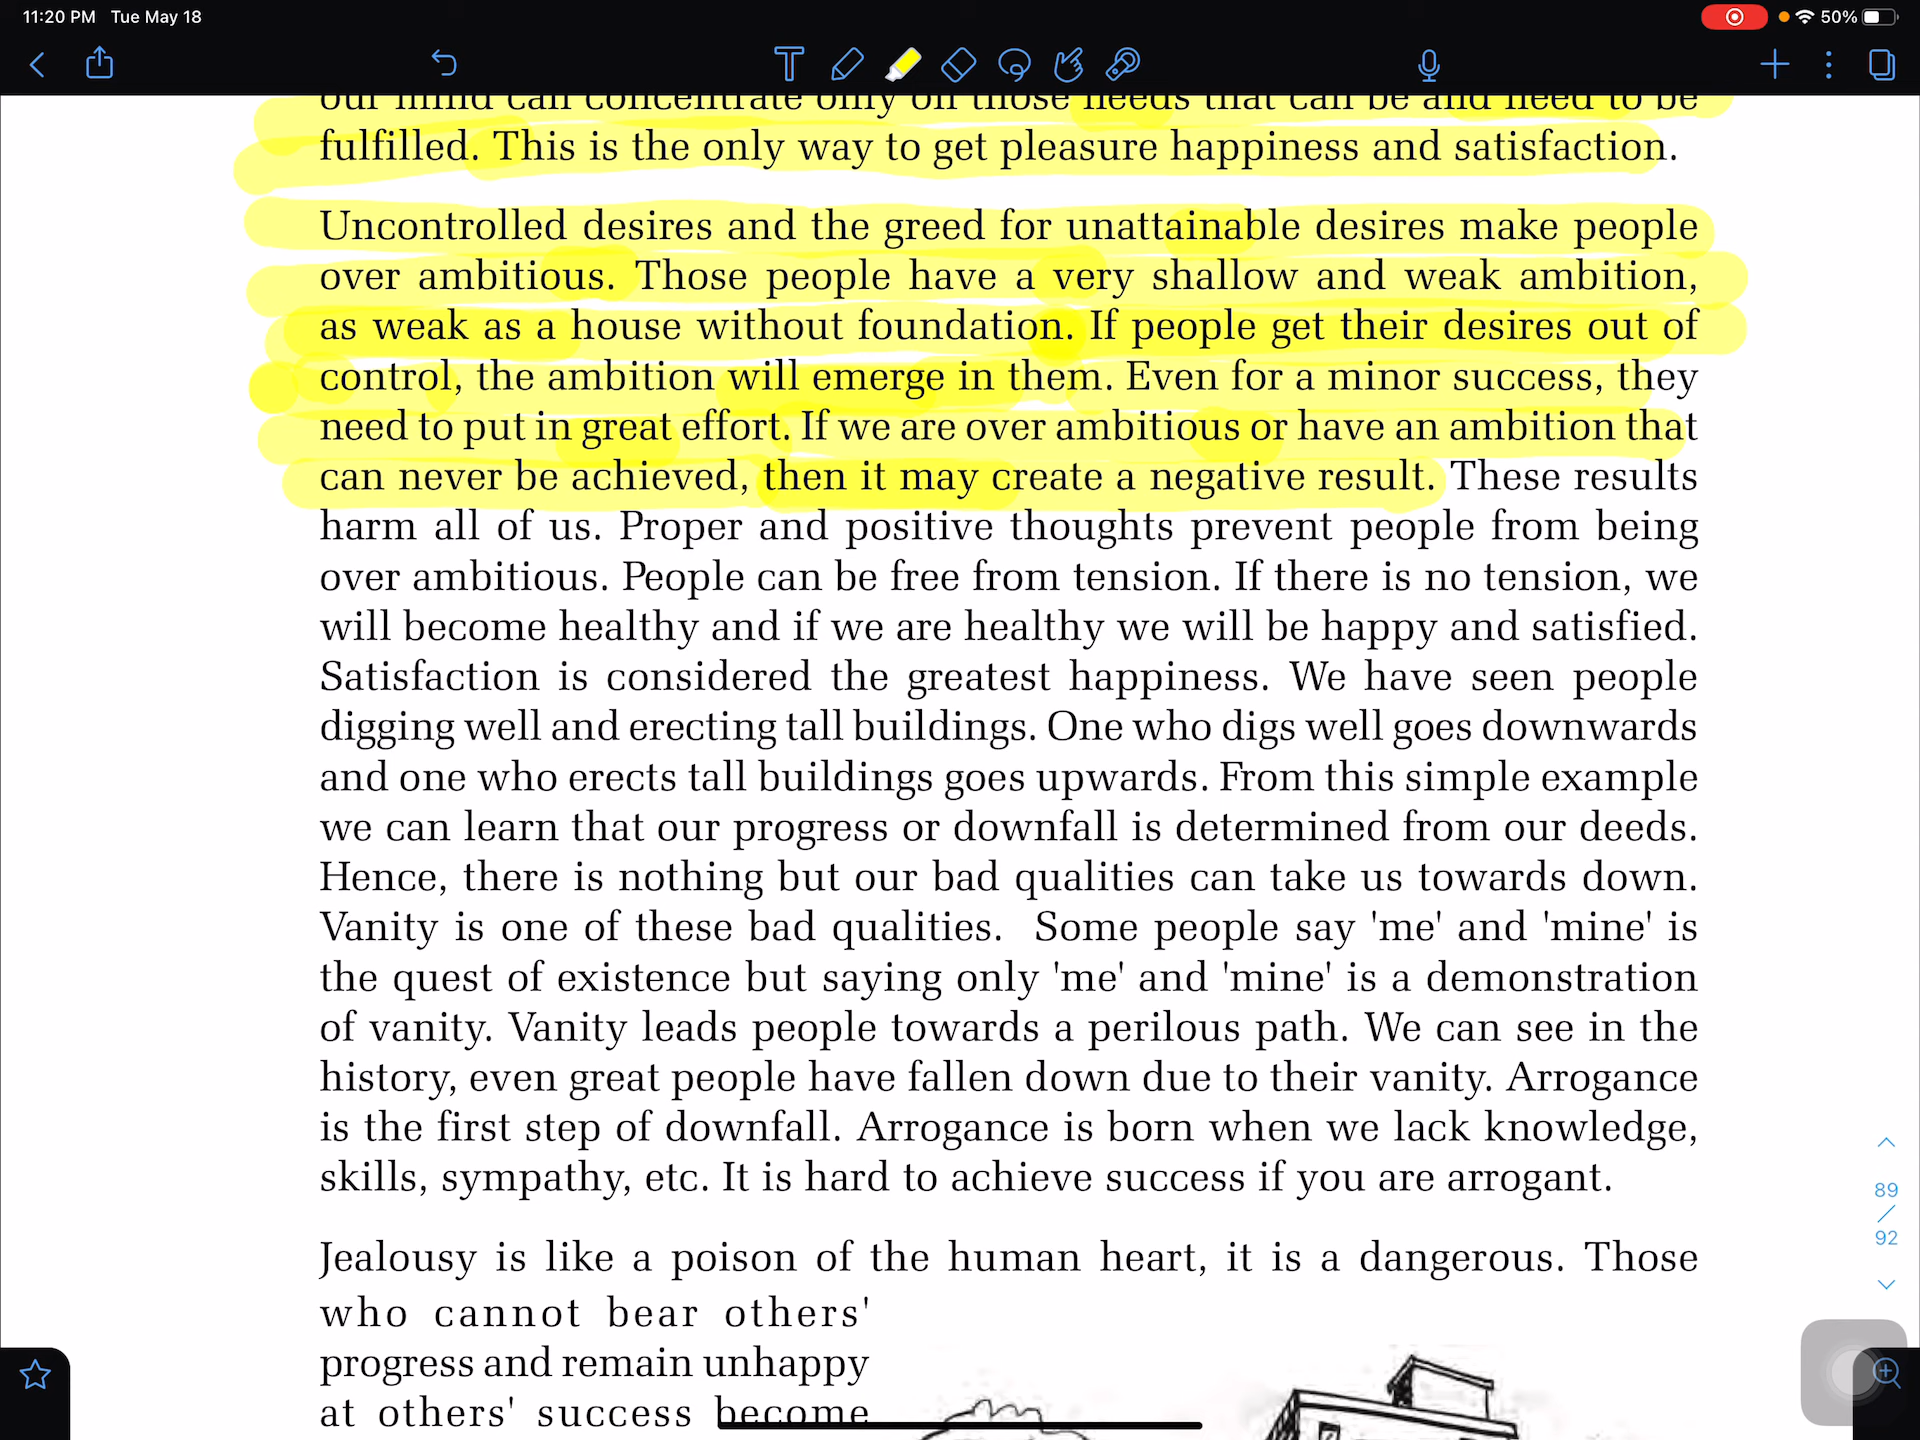 11:20 PM Tue May 18
50%
our mind can concentrate only on those needs that can be and need to be
fulfilled. This is the only way to get pleasure happiness and satisfaction.
Uncontrolled desires and the greed for unattainable desires make people
over ambitious. Those people have a very shallow and weak ambition,
as weak as a house without foundation. If people get their desires out of
control, the ambition will emerge in them. Even for a minor success, they
need to put in great effort. If we are over ambitious or have an ambition that
can never be achieved, then it may create a negative result. These results
harm all of us. Proper and positive thoughts prevent people from being
over ambitious. People can be free from tension. If there is no tension, we
will become healthy and if we are healthy we will be happy and satisfied.
Satisfaction is considered the greatest happiness. We have seen people
digging well and erecting tall buildings. One who digs well goes downwards
and one who erects tall buildings goes upwards. From this simple example
we can learn that our progress or downfall is determined from our deeds.
Hence, there is nothing but our bad qualities can take us towards down.
Vanity is one of these bad qualities. Some people say 'me' and 'mine' is
the quest of existence but saying only 'me' and 'mine' is a demonstration
of vanity. Vanity leads people towards a perilous path. We can see in the
history, even great people have fallen down due to their vanity. Arrogance
is the first step of downfall. Arrogance is born when we lack knowledge,
skills, sympathy, etc. It is hard to achieve success if you are arrogant.
Jealousy is like a poison of the human heart, it is a dangerous. Those
who cannot bear others'
progress and remain unhappy
at others' success become
89
/
92